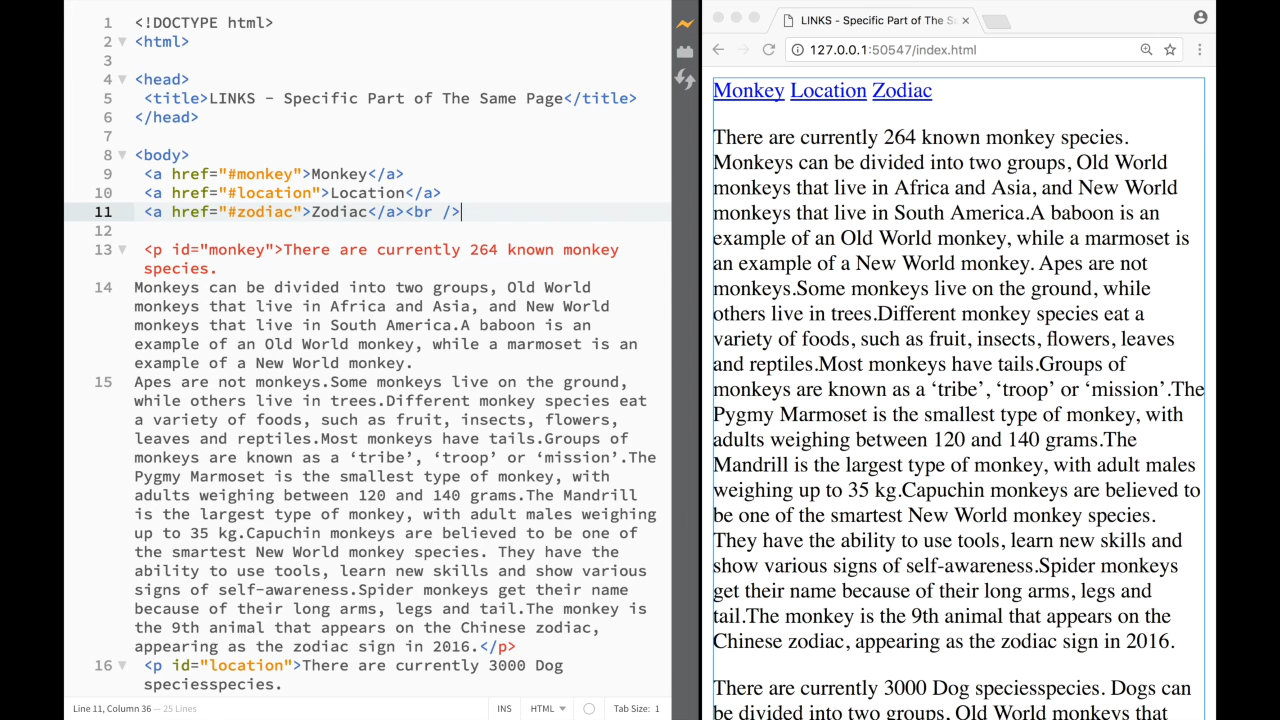 1 <!DOCTYPE html>
2 <html>
3
4 <head>
5 <title>LINKS - Specific Part of The Same Page</title>
6 </head>
7
8 <body>
9 <a href="#monkey">Monkey</a>
10 <a href="#location">Location</a>
11 <a href="#zodiac">Zodiac</a><br />
12
13 <p id="monkey">There are currently 264 known monkey
species.
14 Monkeys can be divided into two groups, Old World
monkeys that live in Africa and Asia, and New World
monkeys that live in South America.A baboon is an
example of an Old World monkey, while a marmoset is an
example of a New World monkey.
15 Apes are not monkeys.Some monkeys live on the ground,
while others live in trees.Different monkey species eat
a variety of foods, such as fruit, insects, flowers,
leaves and reptiles.Most monkeys have tails.Groups of
monkeys are known as a ‘tribe’, ‘troop’ or ‘mission’.The
Pygmy Marmoset is the smallest type of monkey, with
adults weighing between 120 and 140 grams.The Mandrill
is the largest type of monkey, with adult males weighing
up to 35 kg.Capuchin monkeys are believed to be one of
the smartest New World monkey species. They have the
ability to use tools, learn new skills and show various
signs of self-awareness.Spider monkeys get their name
because of their long arms, legs and tail.The monkey is
the 9th animal that appears on the Chinese zodiac,
appearing as the zodiac sign in 2016.</p>
16 <p id="location">There are currently 3000 Dog
speciesspecies.
Line 11, Column 36 — 25 Lines
INS
HTML
Tab Size: 1
LINKS - Specific Part of The Sa
127.0.0.1:50547/index.html
Monkey Location Zodiac
There are currently 264 known monkey species.
Monkeys can be divided into two groups, Old World
monkeys that live in Africa and Asia, and New World
monkeys that live in South America.A baboon is an
example of an Old World monkey, while a marmoset is
an example of a New World monkey. Apes are not
monkeys.Some monkeys live on the ground, while
others live in trees.Different monkey species eat a
variety of foods, such as fruit, insects, flowers, leaves
and reptiles.Most monkeys have tails.Groups of
monkeys are known as a ‘tribe’, ‘troop’ or ‘mission’.The
Pygmy Marmoset is the smallest type of monkey, with
adults weighing between 120 and 140 grams.The
Mandrill is the largest type of monkey, with adult males
weighing up to 35 kg.Capuchin monkeys are believed to
be one of the smartest New World monkey species.
They have the ability to use tools, learn new skills and
show various signs of self-awareness.Spider monkeys
get their name because of their long arms, legs and
tail.The monkey is the 9th animal that appears on the
Chinese zodiac, appearing as the zodiac sign in 2016.
There are currently 3000 Dog speciesspecies. Dogs can
be divided into two groups, Old World monkeys that